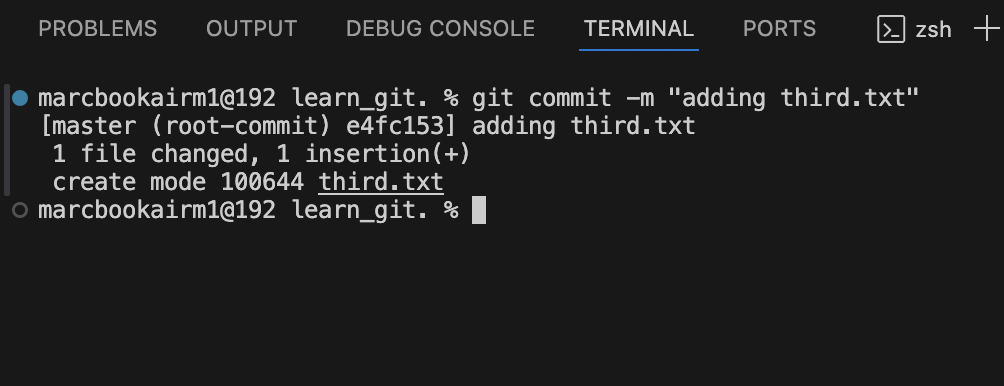 PROBLEMS OUTPUT DEBUG CONSOLE TERMINAL PORTS zsh
marcbookairm1@192 learn_git. % git commit -m "adding third.txt"
[master (root-commit) e4fc153] adding third.txt
 1 file changed, 1 insertion(+)
 create mode 100644 third.txt
marcbookairm1@192 learn_git. %